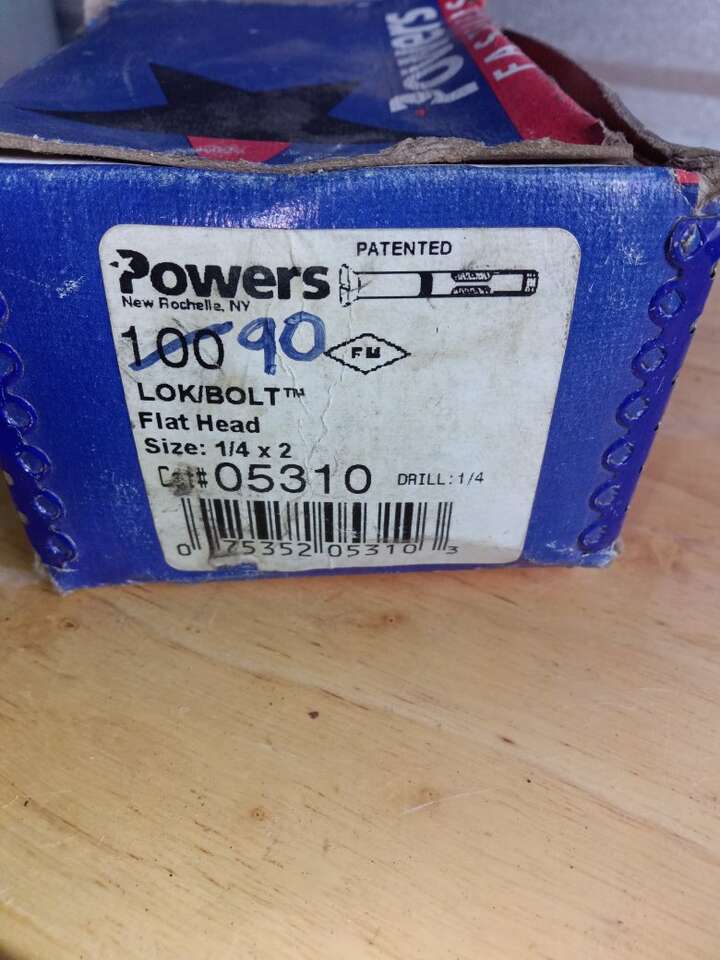 Powers
PATENTED
Powers
New Rochelle, NY
100 90
FM
LOK/BOLT™
Flat Head
Size: 1/4 x 2
Cat# 05310 DRILL: 1/4
0 75352 05310 3